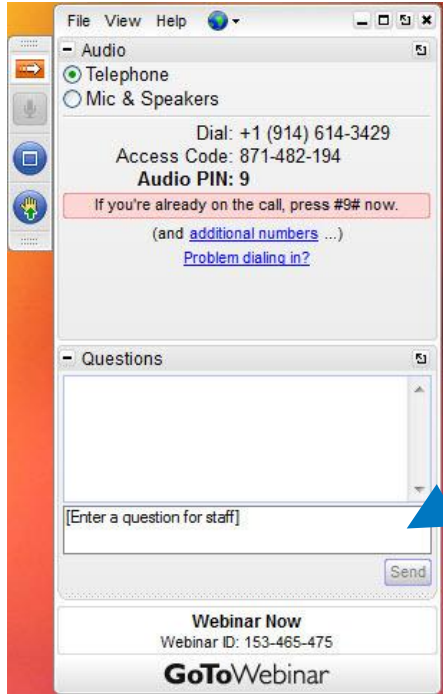 File View Help
Audio
Telephone
Mic & Speakers
Dial: +1 (914) 614-3429
Access Code: 871-482-194
Audio PIN: 9
If you're already on the call, press #9# now.
(and additional numbers ...)
Problem dialing in?
Questions
[Enter a question for staff]
Send
Webinar Now
Webinar ID: 153-465-475
GoToWebinar